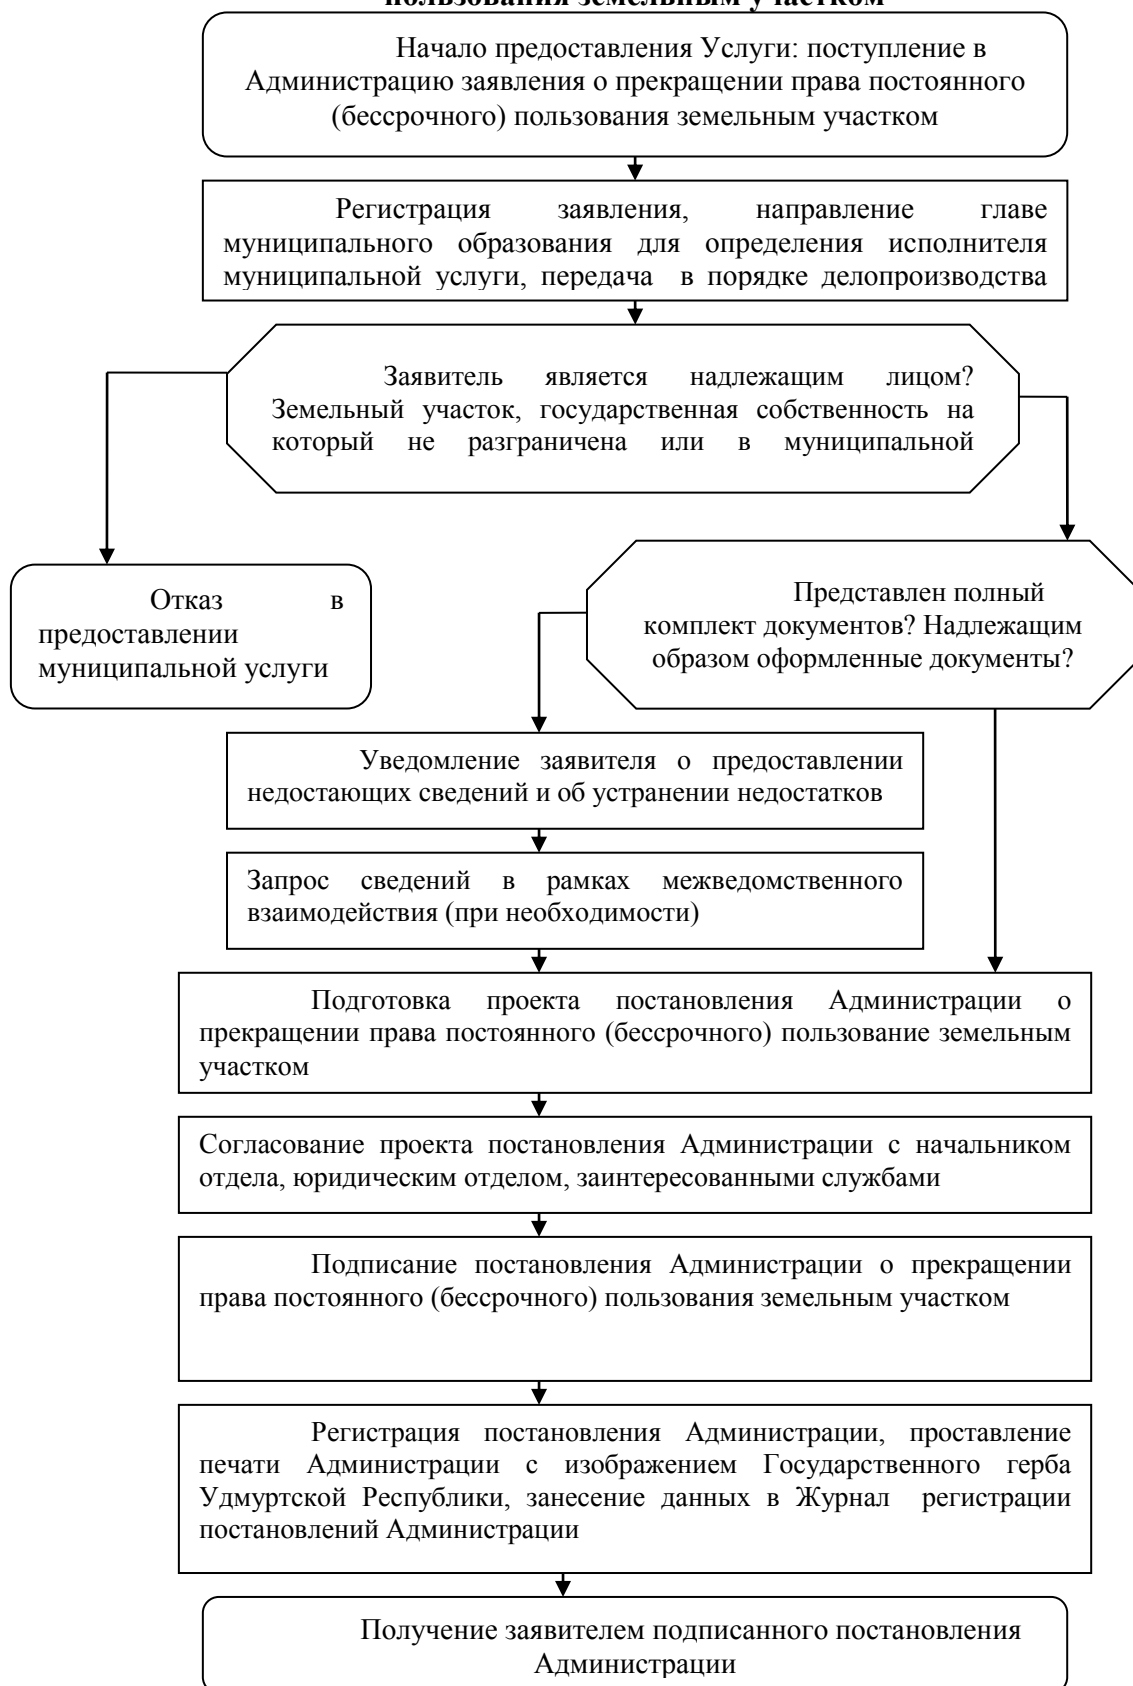 пользования земельным участком
Начало предоставления Услуги: поступление в
Администрацию заявления о прекращении права постоянного
(бессрочного) пользования земельным участком
Регистрация заявления, направление главе
муниципального образования для определения исполнителя
муниципальной услуги, передача в порядке делопроизводства
Заявитель является надлежащим лицом?
Земельный участок, государственная собственность на
который не разграничена или в муниципальной
Отказ в
предоставлении
муниципальной услуги
Представлен полный
комплект документов? Надлежащим
образом оформленные документы?
Уведомление заявителя о предоставлении
недостающих сведений и об устранении недостатков
Запрос сведений в рамках межведомственного
взаимодействия (при необходимости)
Подготовка проекта постановления Администрации о
прекращении права постоянного (бессрочного) пользование земельным
участком
Согласование проекта постановления Администрации с начальником
отдела, юридическим отделом, заинтересованными службами
Подписание постановления Администрации о прекращении
права постоянного (бессрочного) пользования земельным участком
Регистрация постановления Администрации, проставление
печати Администрации с изображением Государственного герба
Удмуртской Республики, занесение данных в Журнал регистрации
постановлений Администрации
Получение заявителем подписанного постановления
Администрации